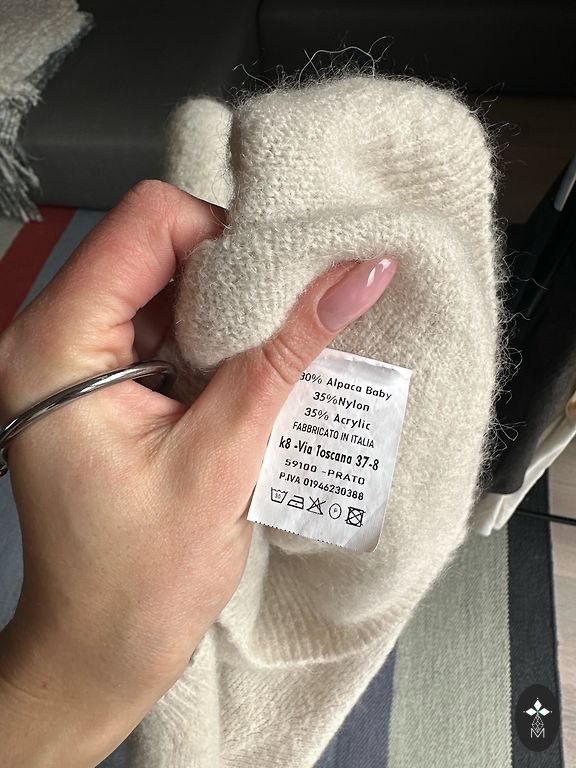 30% Alpaca Baby
35%Nylon
35% Acrylic
FABBRICATO IN ITALIA
k8 -Via Toscana 37-8
59100 -PRATO
P.IVA 01946230388
M